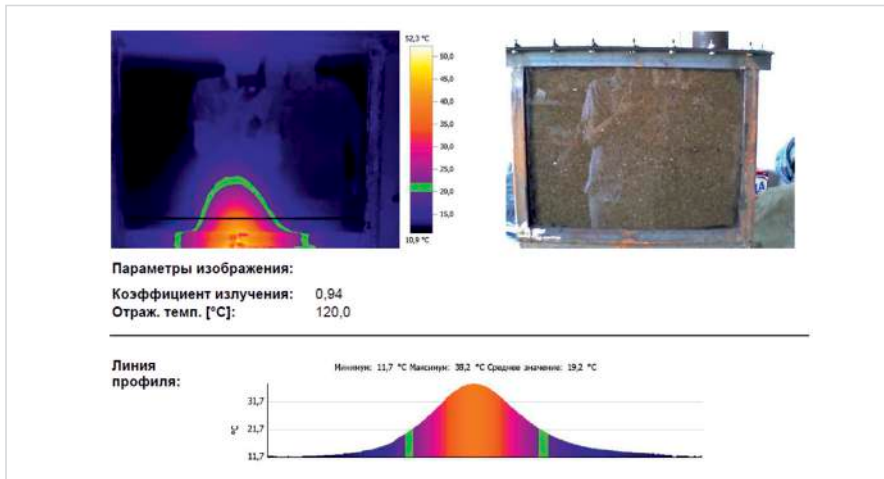 52,3 °C
50,0
45,0
40,0
35,0
30,0
25,0
20,0
15,0
10,9 °C
Параметры изображения:
Коэффициент излучения: 0,94
Отраж. темп. [°C]: 120,0
Линия
профиля:
Минимум: 11,7 °C Максимум: 38,2 °C Среднее значение: 19,2 °C
°C
31,7
21,7
11,7